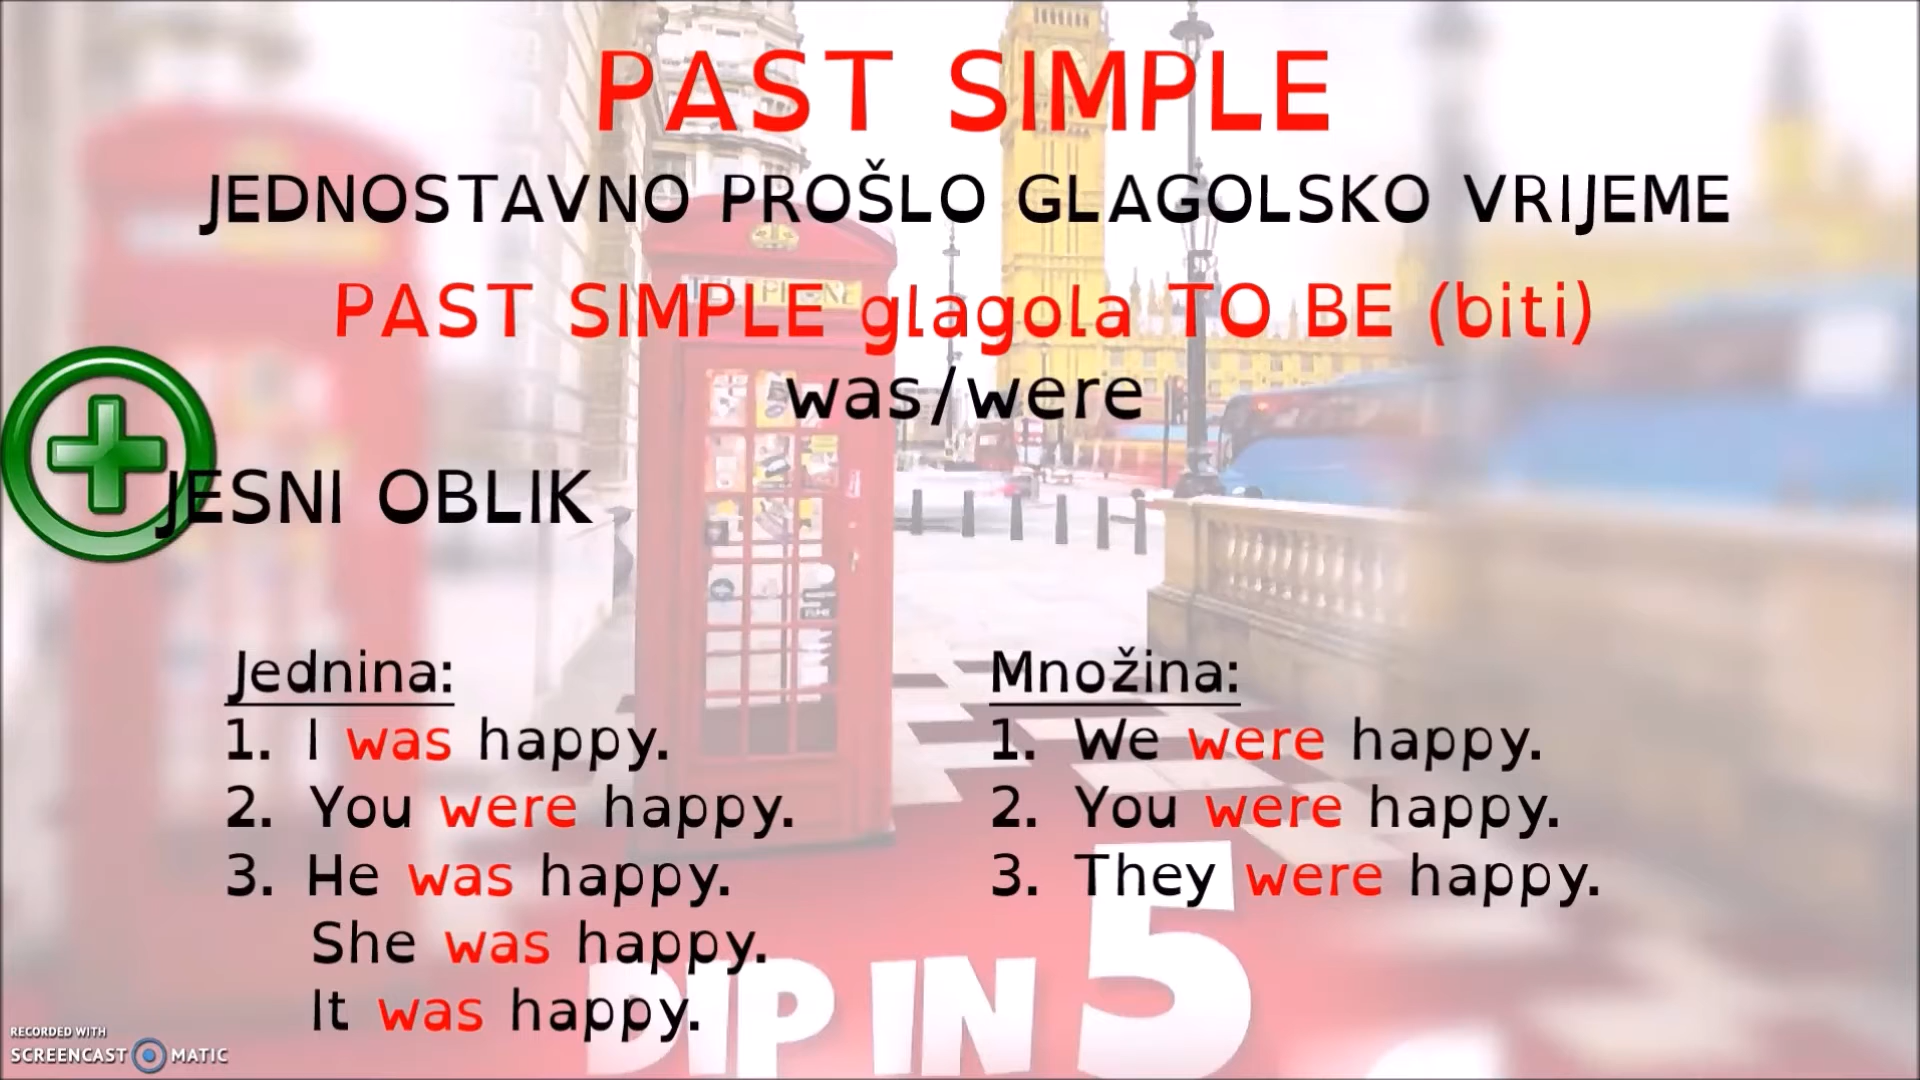 PAST SIMPLE
JEDNOSTAVNO PROŠLO GLAGOLSKO VRIJEME
PAST SIMPLE glagola TO BE (biti)
was/were
JESNI OBLIK
Jednina:
1. I was happy.
2. You were happy.
3. He was happy.
She was happy.
It was happy.
Množina:
1. We were happy.
2. You were happy.
3. They were happy.
TELEPHONE
DIP IN 5
RECORDED WITH
SCREENCAST MATIC